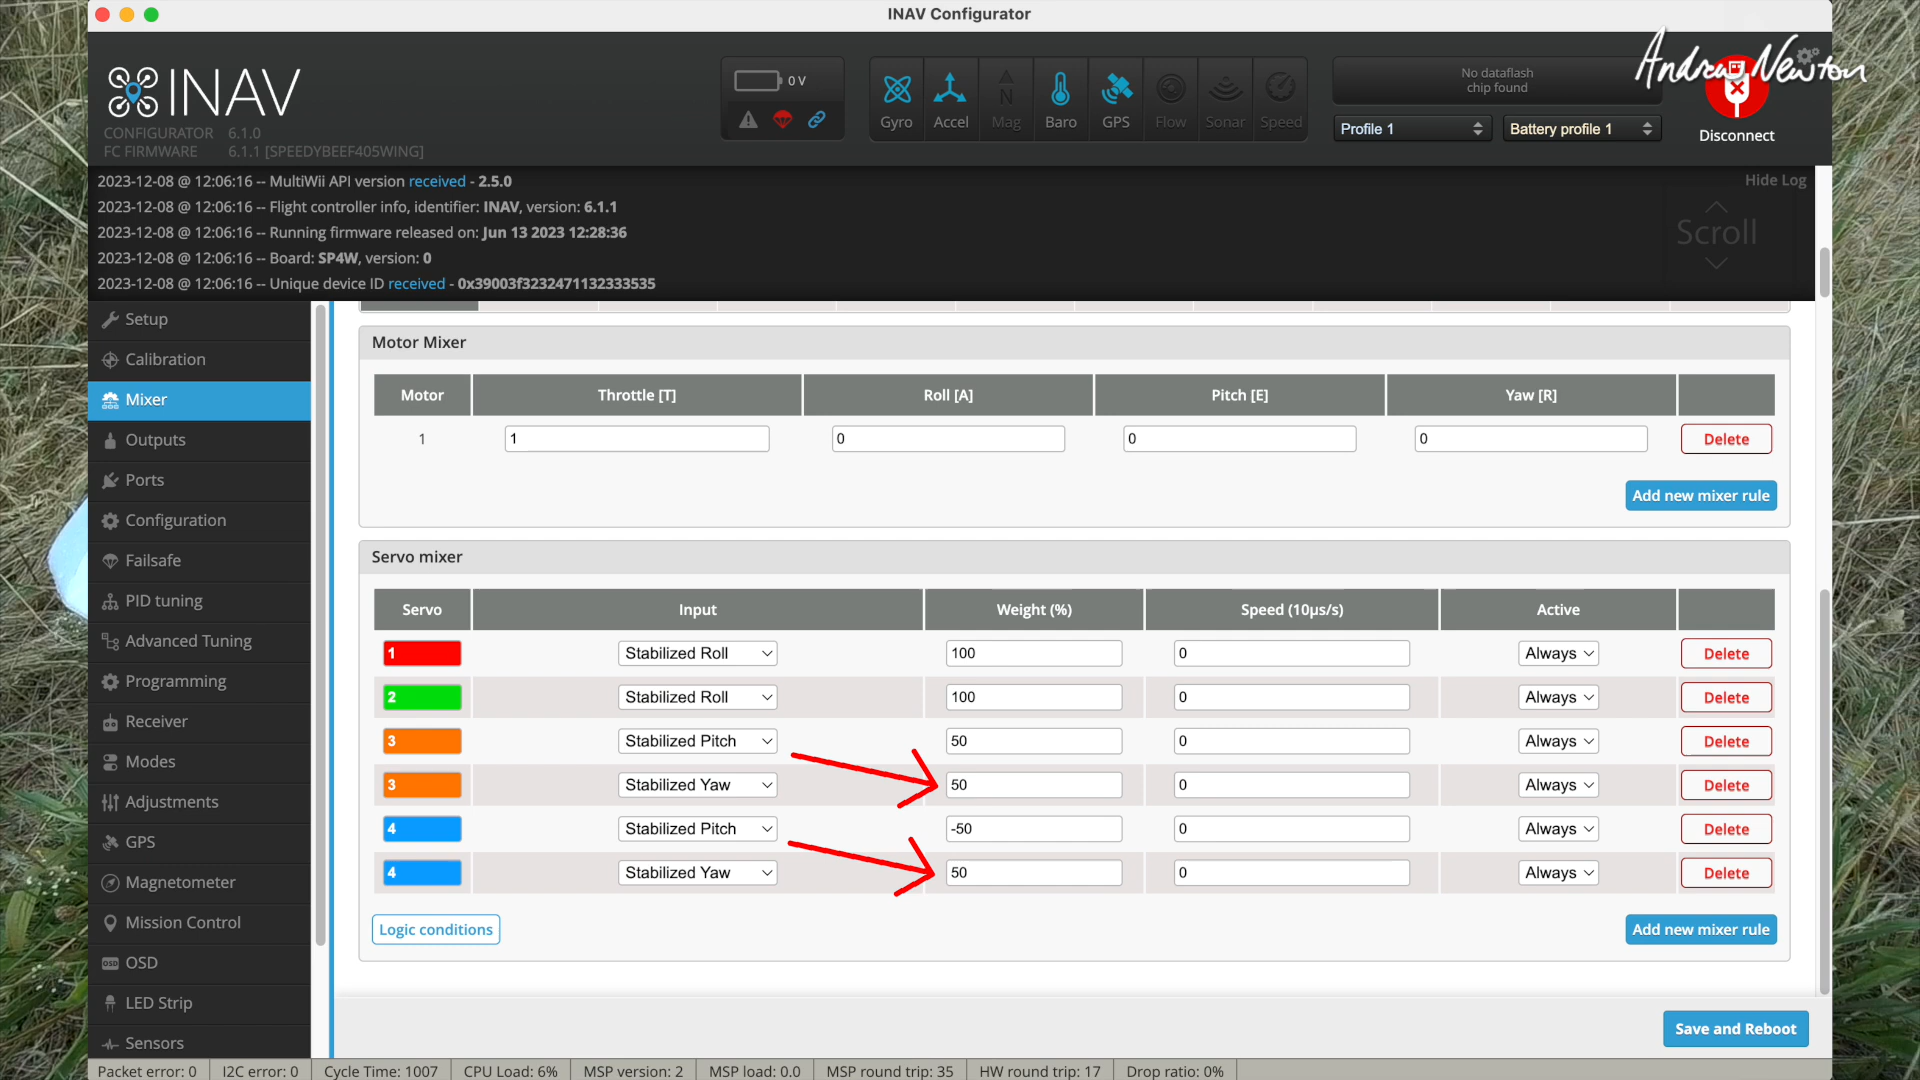 INAV Configurator
INAV
CONFIGURATOR 6.1.0
FC FIRMWARE 6.1.1 [SPEEDYBEEF405WING]
0 V
Gyro
Accel
N
Mag
Baro
GPS
Flow
Sonar
Speed
No dataflash
chip found
Profile 1
Battery profile 1
Andrew Newton
Disconnect
2023-12-08 @ 12:06:16 -- MultiWii API version received - 2.5.0
2023-12-08 @ 12:06:16 -- Flight controller info, identifier: INAV, version: 6.1.1
2023-12-08 @ 12:06:16 -- Running firmware released on: Jun 13 2023 12:28:36
2023-12-08 @ 12:06:16 -- Board: SP4W, version: 0
2023-12-08 @ 12:06:16 -- Unique device ID received - 0x39003f3232471132333535
Hide Log
Scroll
Setup
Calibration
Mixer
Outputs
Ports
Configuration
Failsafe
PID tuning
Advanced Tuning
Programming
Receiver
Modes
Adjustments
GPS
Magnetometer
Mission Control
OSD
LED Strip
Sensors
Motor Mixer
Motor Throttle [T] Roll [A] Pitch [E] Yaw [R]
1 1 0 0 0 Delete
Add new mixer rule
Servo mixer
Servo Input Weight (%) Speed (10µs/s) Active
1 Stabilized Roll 100 0 Always Delete
2 Stabilized Roll 100 0 Always Delete
3 Stabilized Pitch 50 0 Always Delete
3 Stabilized Yaw 50 0 Always Delete
4 Stabilized Pitch -50 0 Always Delete
4 Stabilized Yaw 50 0 Always Delete
Logic conditions
Add new mixer rule
Save and Reboot
Packet error: 0 I2C error: 0 Cycle Time: 1007 CPU Load: 6% MSP version: 2 MSP load: 0.0 MSP round trip: 35 HW round trip: 17 Drop ratio: 0%